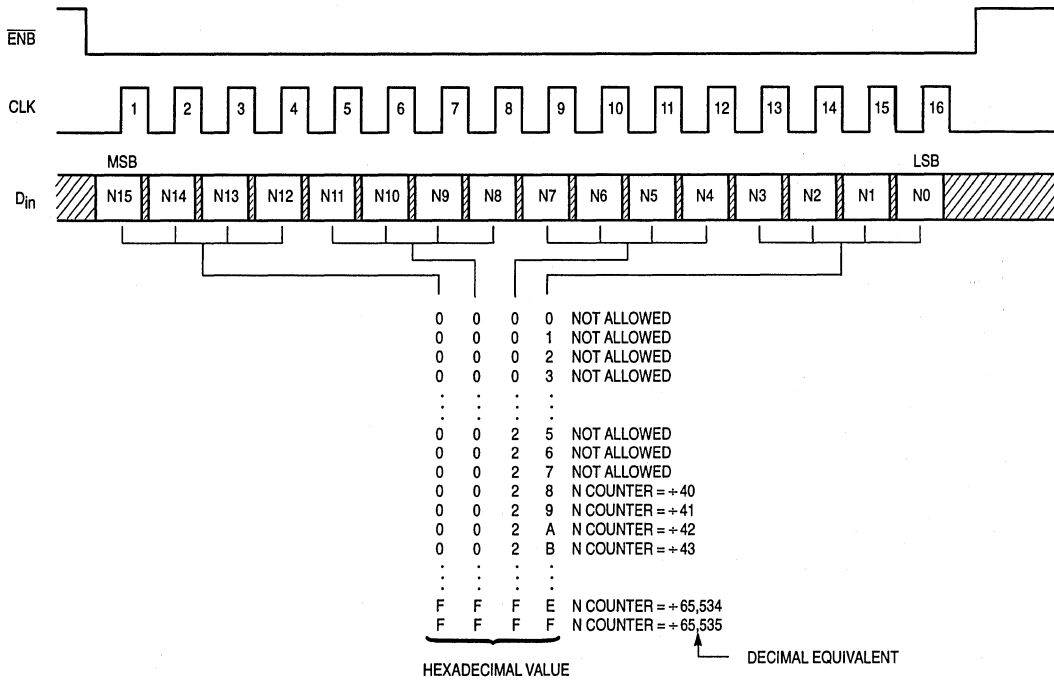 ENB
CLK 1 2 3 4 5 6 7 8 9 10 11 12 13 14 15 16
MSB LSB
Din N15 N14 N13 N12 N11 N10 N9 N8 N7 N6 N5 N4 N3 N2 N1 N0
0 0 0 0 NOT ALLOWED
0 0 0 1 NOT ALLOWED
0 0 0 2 NOT ALLOWED
0 0 0 3 NOT ALLOWED
. . . .
. . . .
. . . .
0 0 2 5 NOT ALLOWED
0 0 2 6 NOT ALLOWED
0 0 2 7 NOT ALLOWED
0 0 2 8 N COUNTER = ÷ 40
0 0 2 9 N COUNTER = ÷ 41
0 0 2 A N COUNTER = ÷ 42
0 0 2 B N COUNTER = ÷ 43
. . . .
. . . .
. . . .
F F F E N COUNTER = ÷ 65,534
F F F F N COUNTER = ÷ 65,535
HEXADECIMAL VALUE
DECIMAL EQUIVALENT